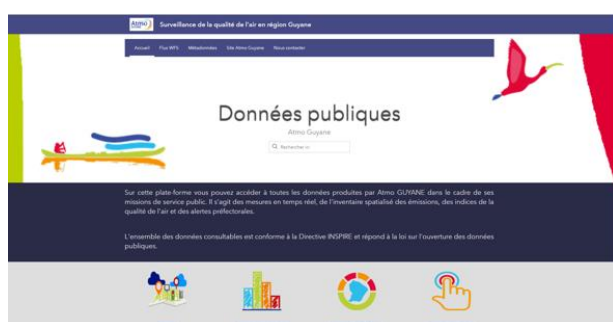 Atmo
Surveillance de la qualité de l'air en région Guyane
Accueil Flux WFS Métadonnées Site Atmo Guyane Nous contacter
Données publiques
Atmo Guyane
Rechercher ici
Sur cette plate-forme vous pouvez accéder à toutes les données produites par Atmo GUYANE dans le cadre de ses
missions de service public. Il s'agit des mesures en temps réel, de l'inventaire spatialisé des émissions, des indices de la
qualité de l'air et des alertes préfectorales.
L'ensemble des données consultables est conforme à la Directive INSPIRE et répond à la loi sur l'ouverture des données
publiques.